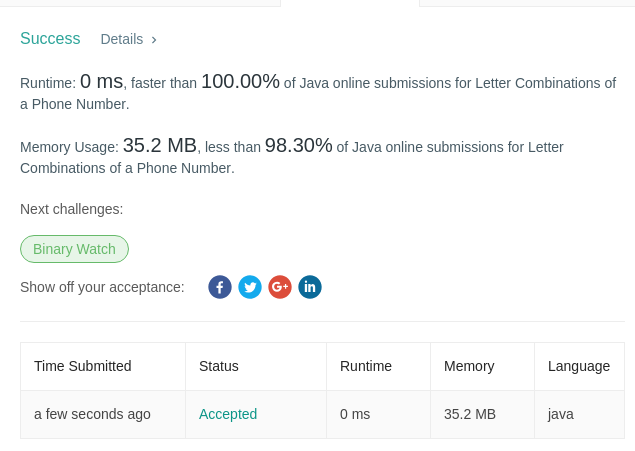 Success Details >
Runtime: 0 ms, faster than 100.00% of Java online submissions for Letter Combinations of
a Phone Number.
Memory Usage: 35.2 MB, less than 98.30% of Java online submissions for Letter
Combinations of a Phone Number.
Next challenges:
Binary Watch
Show off your acceptance: f G+ in
Time Submitted Status Runtime Memory Language
a few seconds ago Accepted 0 ms 35.2 MB java